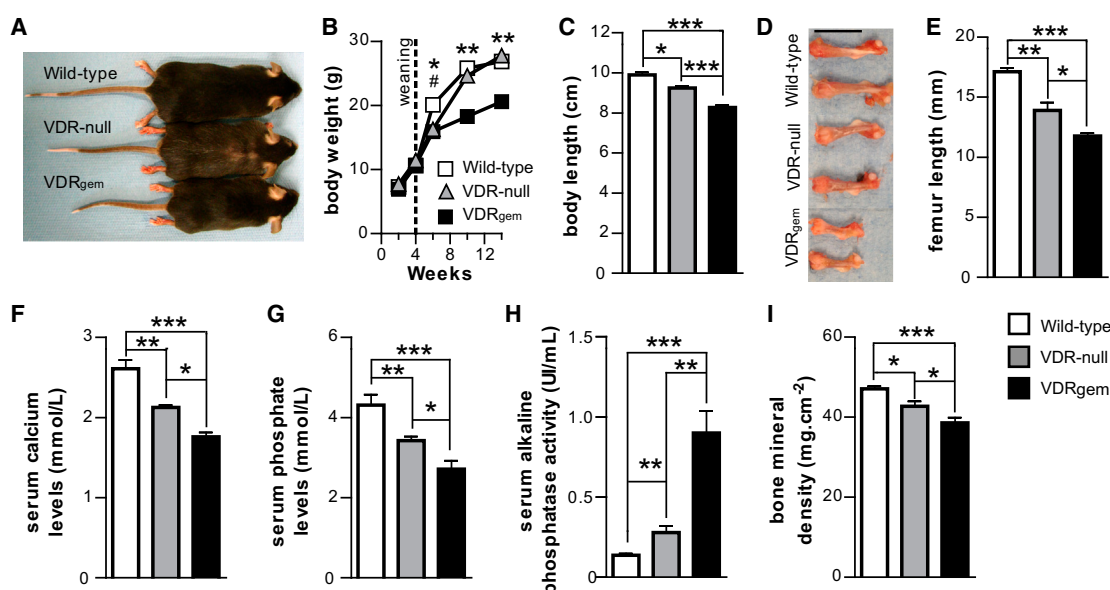 A
Wild-type
VDR-null
VDRgem
B
body weight (g)
40
30
20
10
0
weaning
*
#
**
**
Wild-type
VDR-null
VDRgem
0 4 8 12
Weeks
C
body length (cm)
12
10
8
6
4
2
0
***
*
***
D
Wild-type
VDR-null
VDRgem
E
femur length (mm)
20
15
10
5
0
***
**
*
F
serum calcium
levels (mmol/L)
3
2
1
0
***
**
*
G
serum phosphate
levels (mmol/L)
6
4
2
0
***
**
*
H
serum alkaline
phosphatase activity (UI/mL)
1.5
1.0
0.5
0
***
**
**
I
bone mineral
density (mg.cm-2)
60
40
20
0
***
*
*
Wild-type
VDR-null
VDRgem